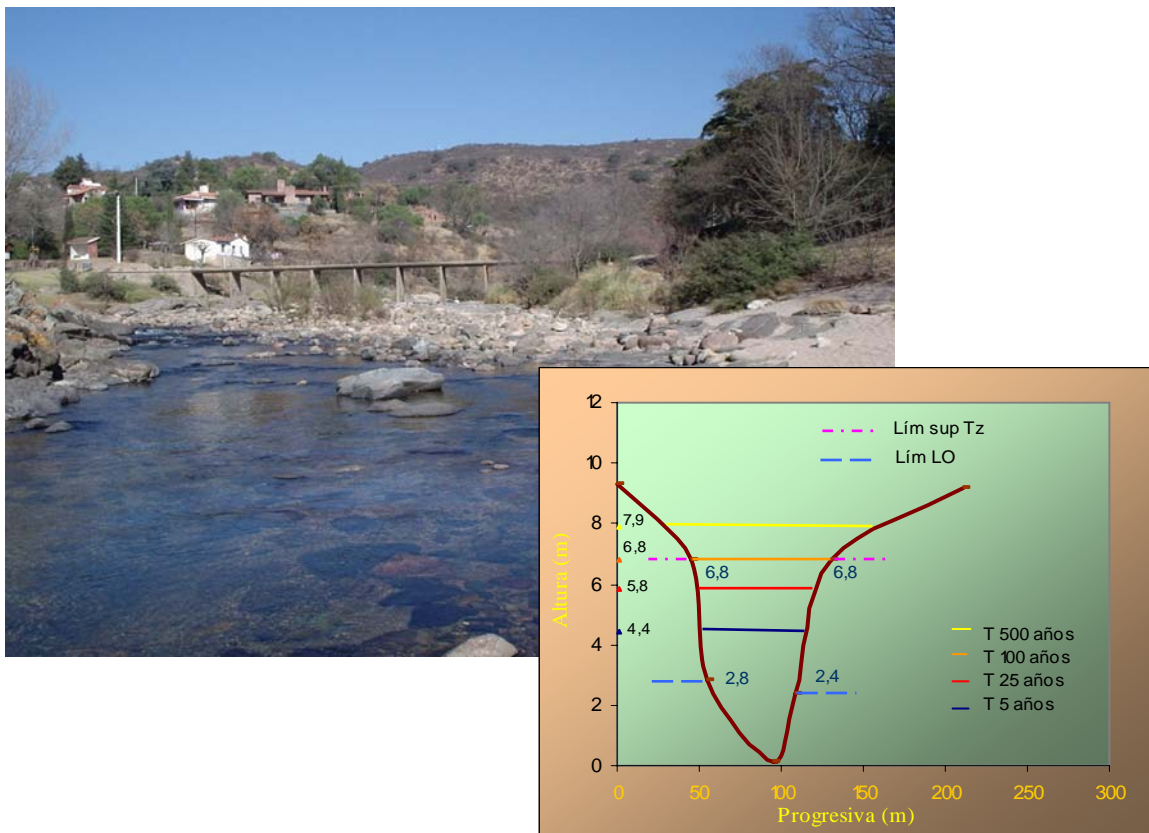 12
Lím sup Tz
Lím LO
10
8
7,9
6,8
6,8 6,8
6
5,8
4,4
4
T 500 años
T 100 años
T 25 años
T 5 años
2,8 2,4
2
0
0 50 100 150 200 250 300
Altura (m)
Progresiva (m)